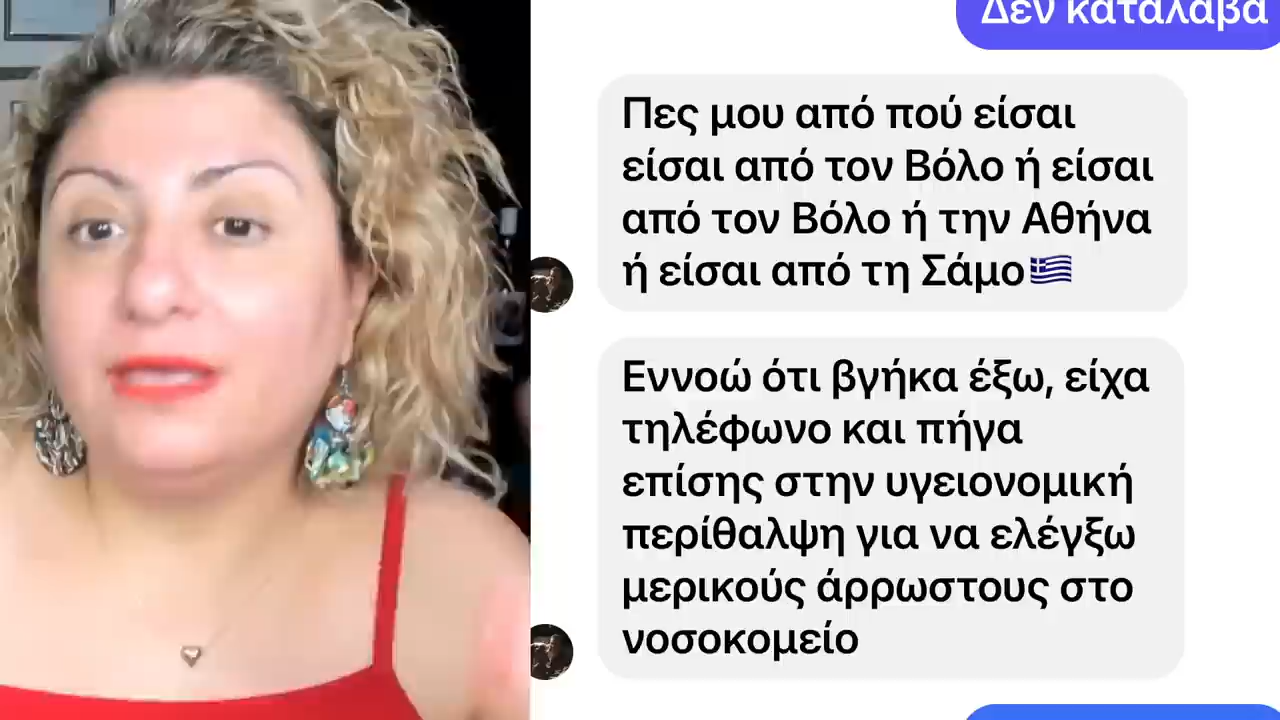 Δεν κατάλαβα
Πες μου από πού είσαι
είσαι από τον Βόλο ή είσαι
από τον Βόλο ή την Αθήνα
ή είσαι από τη Σάμο🇬🇷
Εννοώ ότι βγήκα έξω, είχα
τηλέφωνο και πήγα
επίσης στην υγειονομική
περίθαλψη για να ελέγξω
μερικούς άρρωστους στο
νοσοκομείο